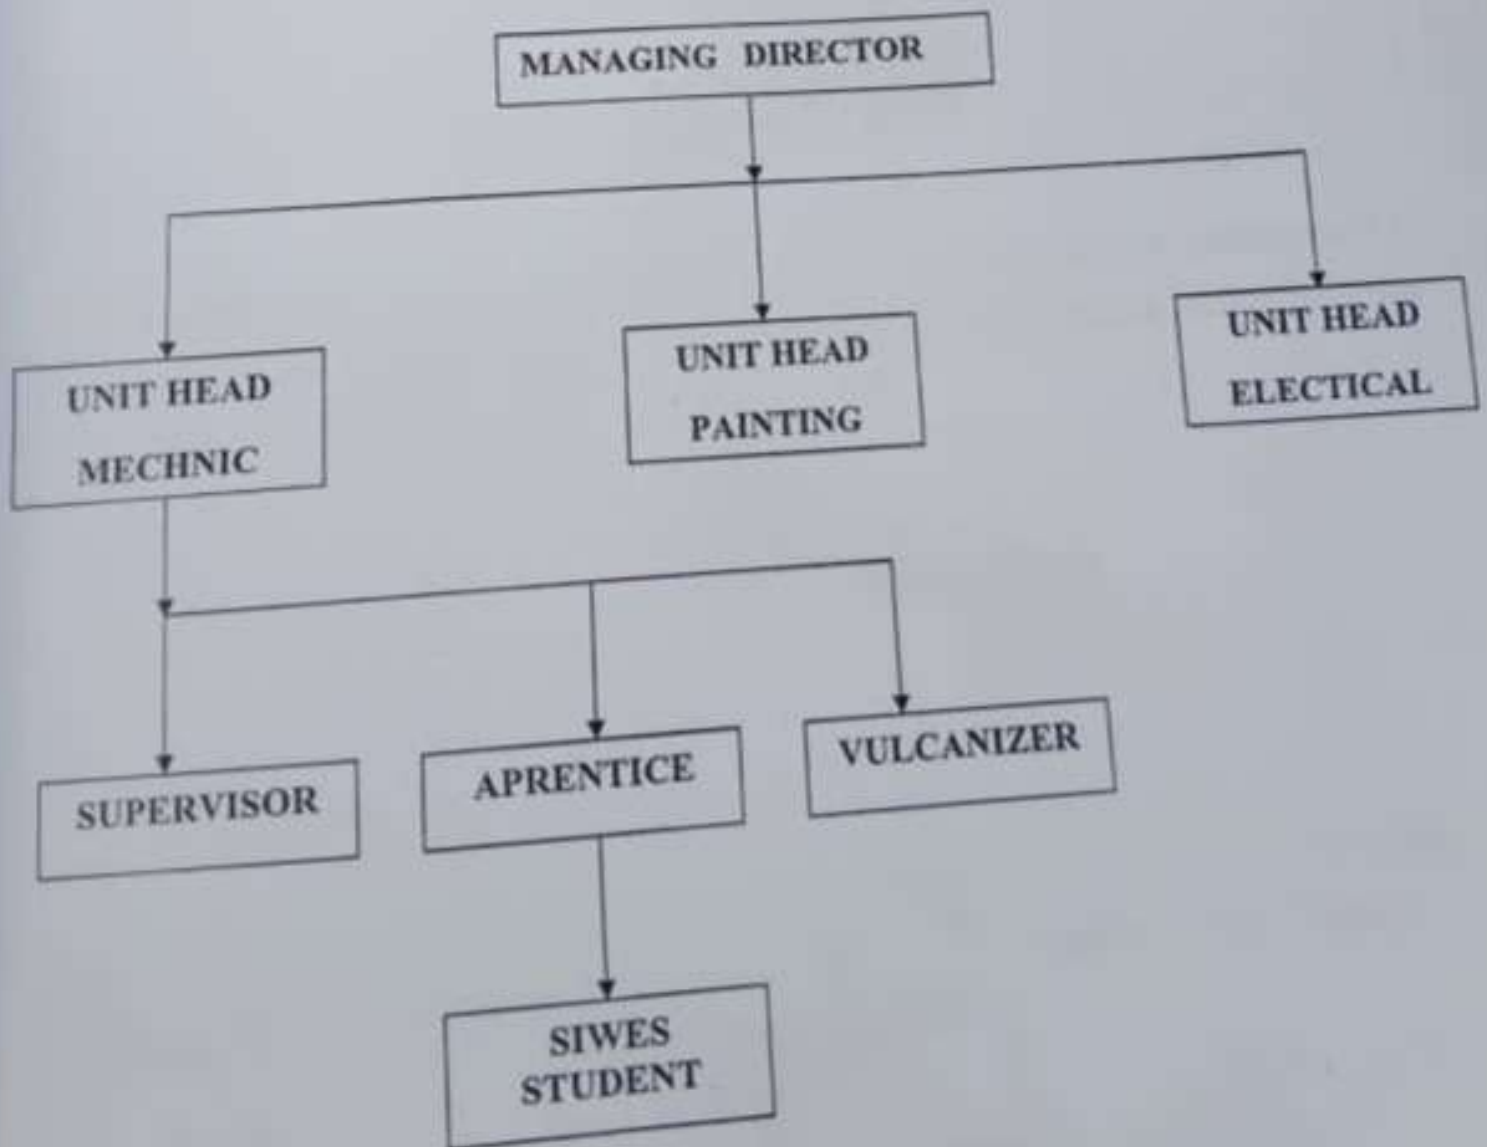 MANAGING DIRECTOR
UNIT HEAD
MECHNIC
UNIT HEAD
PAINTING
UNIT HEAD
ELECTICAL
SUPERVISOR
APRENTICE
VULCANIZER
SIWES
STUDENT